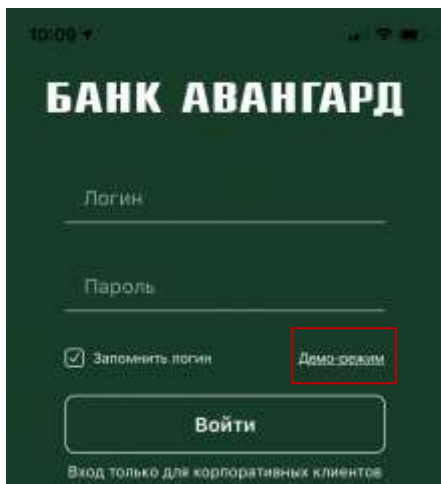 10:09
БАНК АВАНГАРД
Логин
Пароль
Запомнить логин Демо-режим
Войти
Вход только для корпоративных клиентов